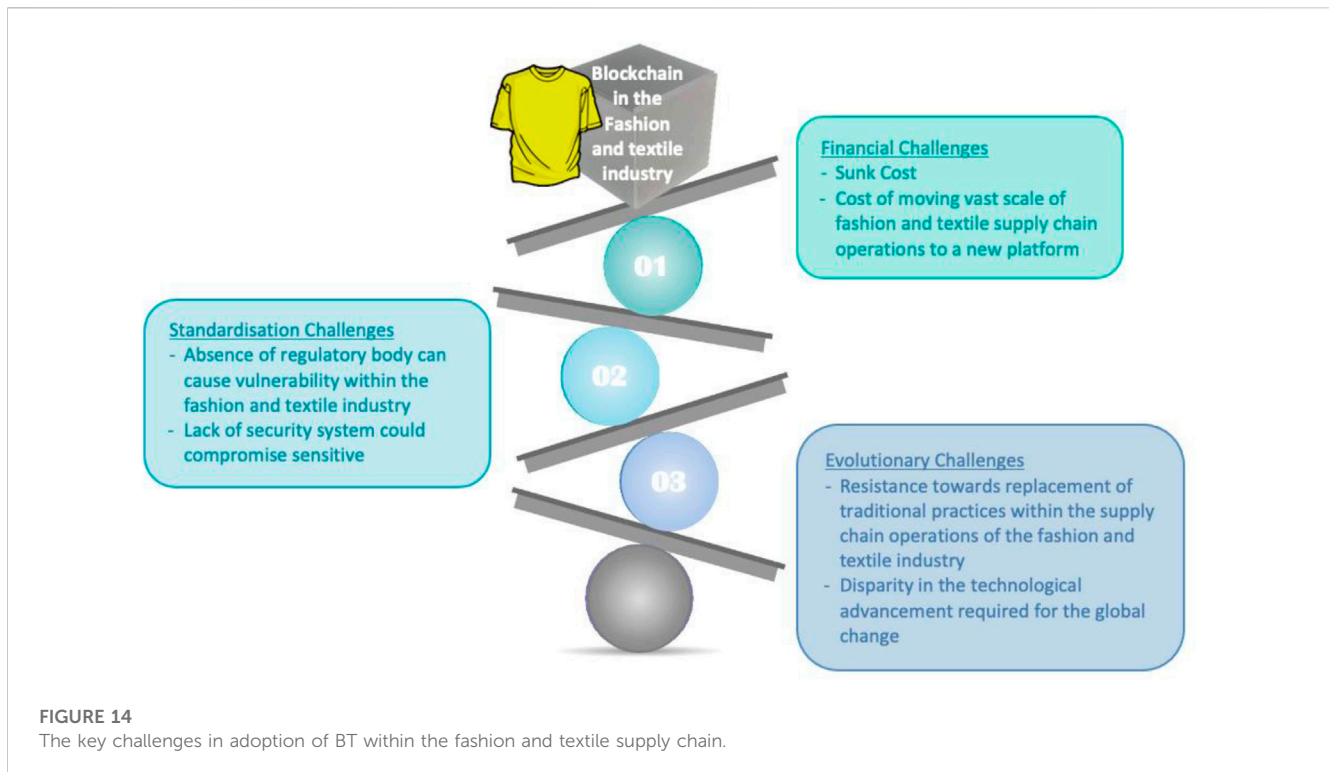 Blockchain
in the
Fashion
and textile
industry
Financial Challenges
- Sunk Cost
- Cost of moving vast scale of
fashion and textile supply chain
operations to a new platform
01
Standardisation Challenges
- Absence of regulatory body can
cause vulnerability within the
fashion and textile industry
- Lack of security system could
compromise sensitive
02
03
Evolutionary Challenges
- Resistance towards replacement of
traditional practices within the supply
chain operations of the fashion and
textile industry
- Disparity in the technological
advancement required for the global
change
FIGURE 14
The key challenges in adoption of BT within the fashion and textile supply chain.